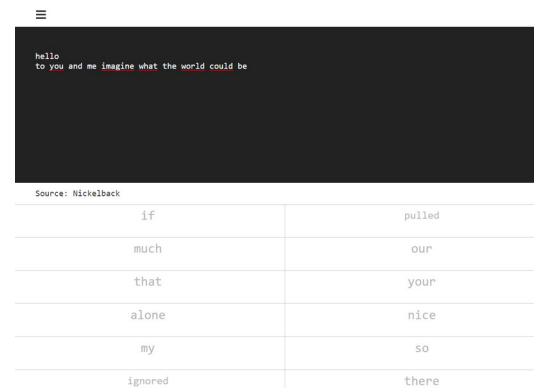 hello
to you and me imagine what the world could be
Source: Nickelback
if pulled
much our
that your
alone nice
my so
ignored there